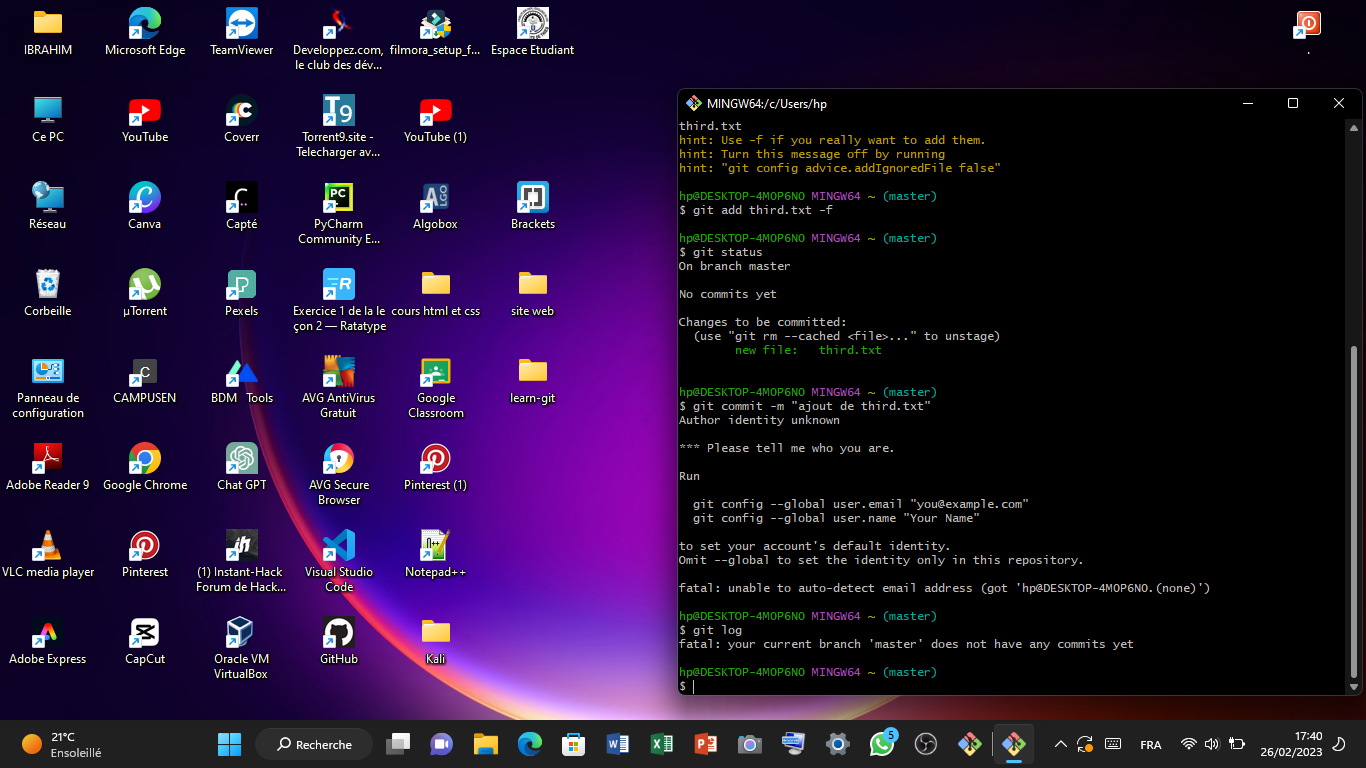 IBRAHIM
Microsoft Edge
TeamViewer
Developpez.com,
le club des dév...
filmora_setup_f...
Espace Etudiant
.
Ce PC
YouTube
Coverr
Torrent9.site -
Telecharger av...
YouTube (1)
Réseau
Canva
Capté
PyCharm
Community E...
Algobox
Brackets
Corbeille
µTorrent
Pexels
Exercice 1 de la le
çon 2 — Ratatype
cours html et css
site web
Panneau de
configuration
CAMPUSEN
BDM Tools
AVG AntiVirus
Gratuit
Google
Classroom
learn-git
Adobe Reader 9
Google Chrome
Chat GPT
AVG Secure
Browser
Pinterest (1)
VLC media player
Pinterest
(1) Instant-Hack
Forum de Hack...
Visual Studio
Code
Notepad++
Adobe Express
CapCut
Oracle VM
VirtualBox
GitHub
Kali
MINGW64:/c/Users/hp
third.txt
hint: Use -f if you really want to add them.
hint: Turn this message off by running
hint: "git config advice.addIgnoredFile false"
hp@DESKTOP-4MOP6NO MINGW64 ~ (master)
$ git add third.txt -f
hp@DESKTOP-4MOP6NO MINGW64 ~ (master)
$ git status
On branch master
No commits yet
Changes to be committed:
(use "git rm --cached <file>..." to unstage)
new file: third.txt
hp@DESKTOP-4MOP6NO MINGW64 ~ (master)
$ git commit -m "ajout de third.txt"
Author identity unknown
*** Please tell me who you are.
Run
git config --global user.email "you@example.com"
git config --global user.name "Your Name"
to set your account's default identity.
Omit --global to set the identity only in this repository.
fatal: unable to auto-detect email address (got 'hp@DESKTOP-4MOP6NO.(none)')
hp@DESKTOP-4MOP6NO MINGW64 ~ (master)
$ git log
fatal: your current branch 'master' does not have any commits yet
hp@DESKTOP-4MOP6NO MINGW64 ~ (master)
$
21°C
Ensoleillé
Recherche
5
FRA
17:40
26/02/2023